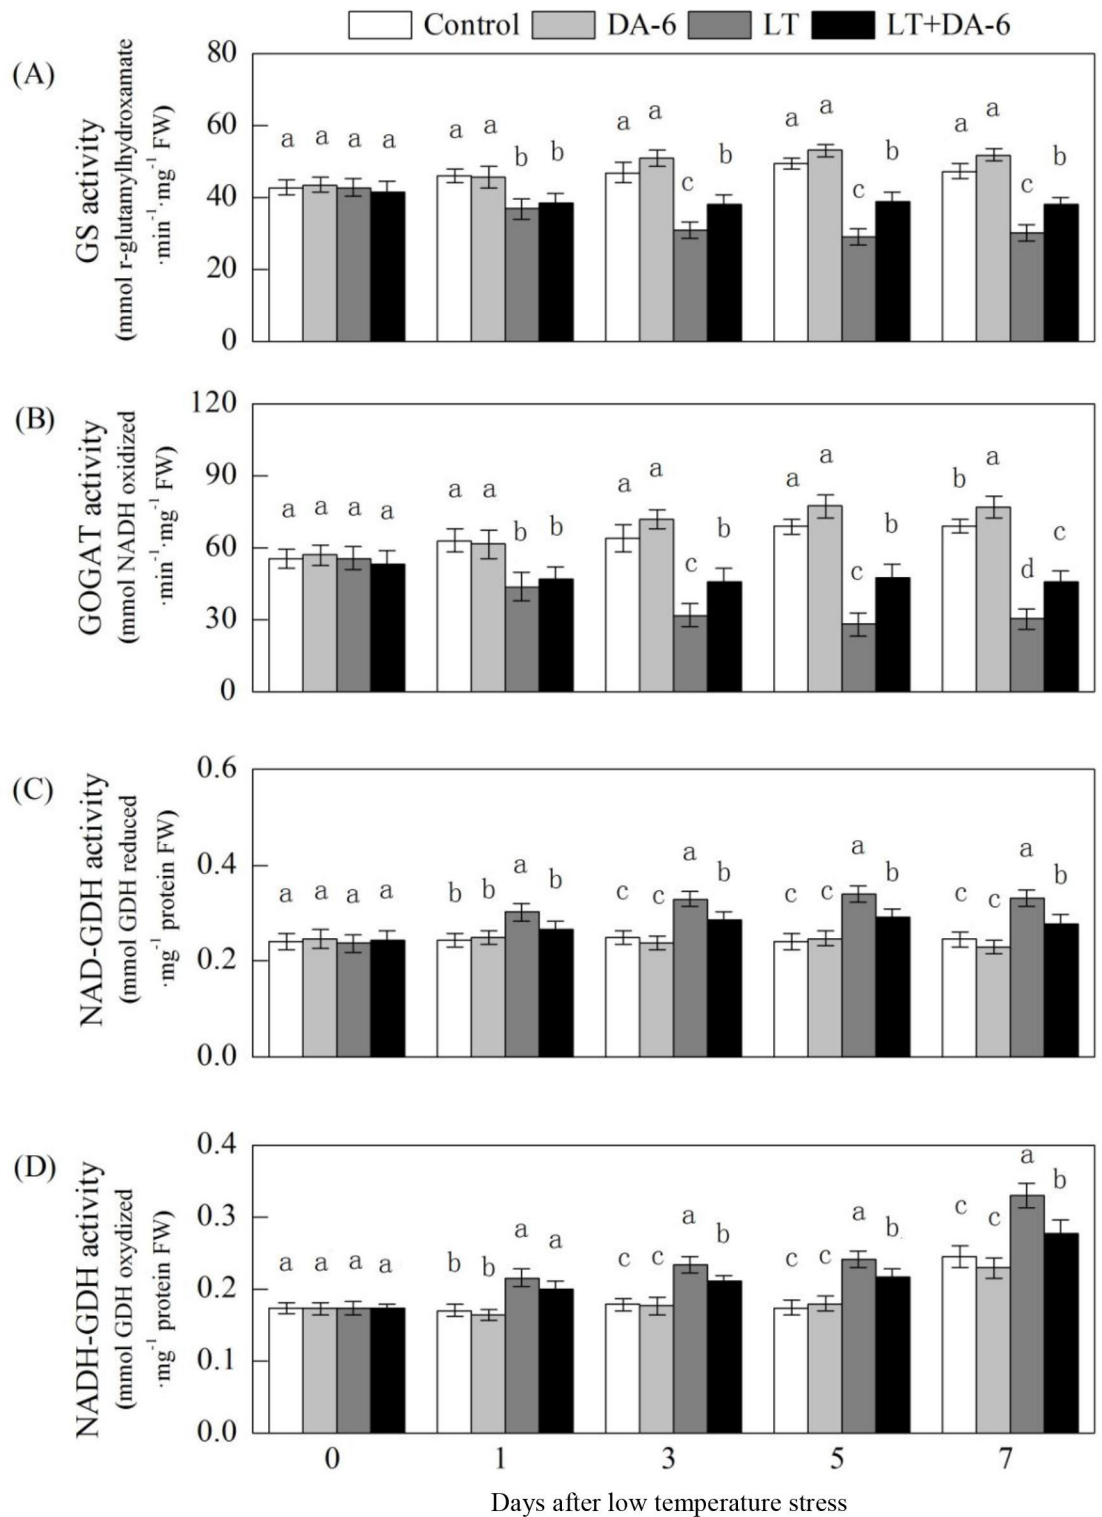 Control DA-6 LT LT+DA-6
(A)
GS activity
(mmol r-glutamylhydroxamate
·min⁻¹·mg⁻¹ FW)
80
60
40
20
0
a a a a a a b b a a c b a a c b a a c b
(B)
GOGAT activity
(mmol NADH oxidized
·min⁻¹·mg⁻¹ FW)
120
90
60
30
0
a a a a a a b b a a c b a a c b b a d c
(C)
NAD-GDH activity
(mmol GDH reduced
·mg⁻¹ protein FW)
0.6
0.4
0.2
0.0
a a a a b b a b c c a b c c a b c c a b
(D)
NADH-GDH activity
(mmol GDH oxydized
·mg⁻¹ protein FW)
0.4
0.3
0.2
0.1
0.0
a a a a b b a a c c a b c c a b c c a b
0 1 3 5 7
Days after low temperature stress